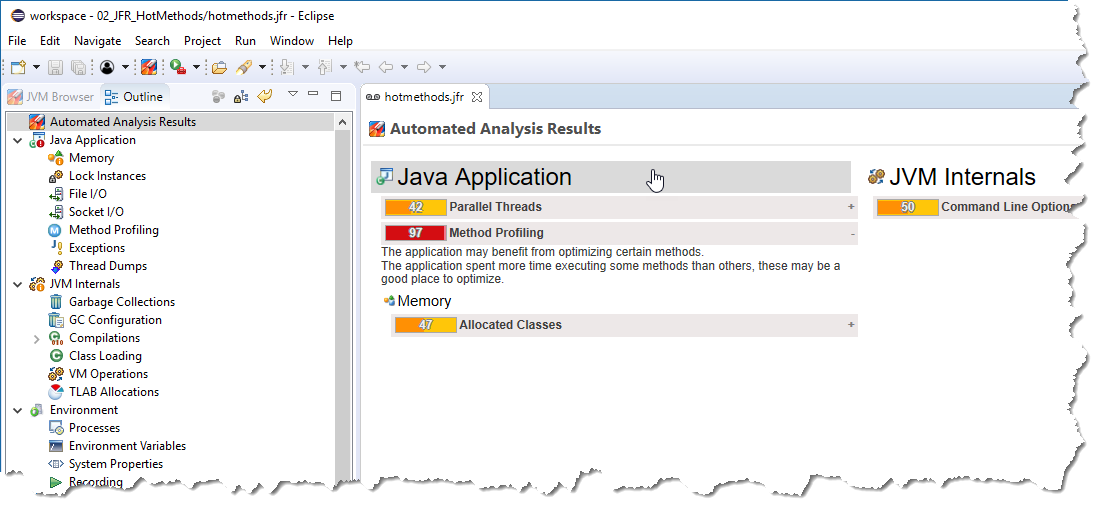 workspace - 02_JFR_HotMethods/hotmethods.jfr - Eclipse
File Edit Navigate Search Project Run Window Help
JVM Browser Outline
hotmethods.jfr
Automated Analysis Results
Java Application
Memory
Lock Instances
File I/O
Socket I/O
Method Profiling
Exceptions
Thread Dumps
JVM Internals
Garbage Collections
GC Configuration
Compilations
Class Loading
VM Operations
TLAB Allocations
Environment
Processes
Environment Variables
System Properties
Recording
Automated Analysis Results
Java Application
42 Parallel Threads +
97 Method Profiling -
The application may benefit from optimizing certain methods.
The application spent more time executing some methods than others, these may be a
good place to optimize.
Memory
47 Allocated Classes +
JVM Internals
50 Command Line Options